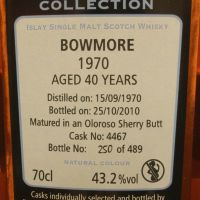 COLLECTION
ISLAY SINGLE MALT SCOTCH WHISKY
BOWMORE
1970
AGED 40 YEARS
Distilled on: 15/09/1970
Bottled on: 25/10/2010
Matured in an Oloroso Sherry Butt
Cask No: 4467
Bottle No: 250 of 489
NATURAL COLOUR
70cl 43.2%vol
Casks individually selected and bottled by